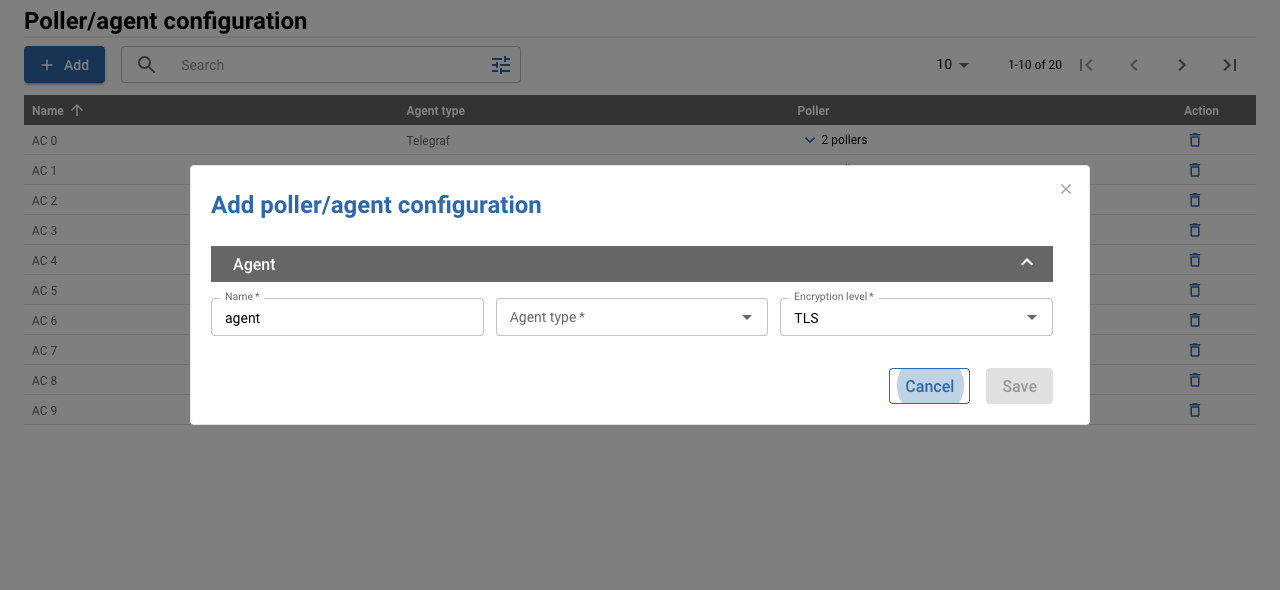 Poller/agent configuration
Add
Search
10
1-10 of 20
Name Agent type Poller Action
AC 0 Telegraf 2 pollers
AC 1
AC 2
AC 3
AC 4
AC 5
AC 6
AC 7
AC 8
AC 9
Add poller/agent configuration
Agent
Name * Encryption level *
agent Agent type * TLS
Cancel Save